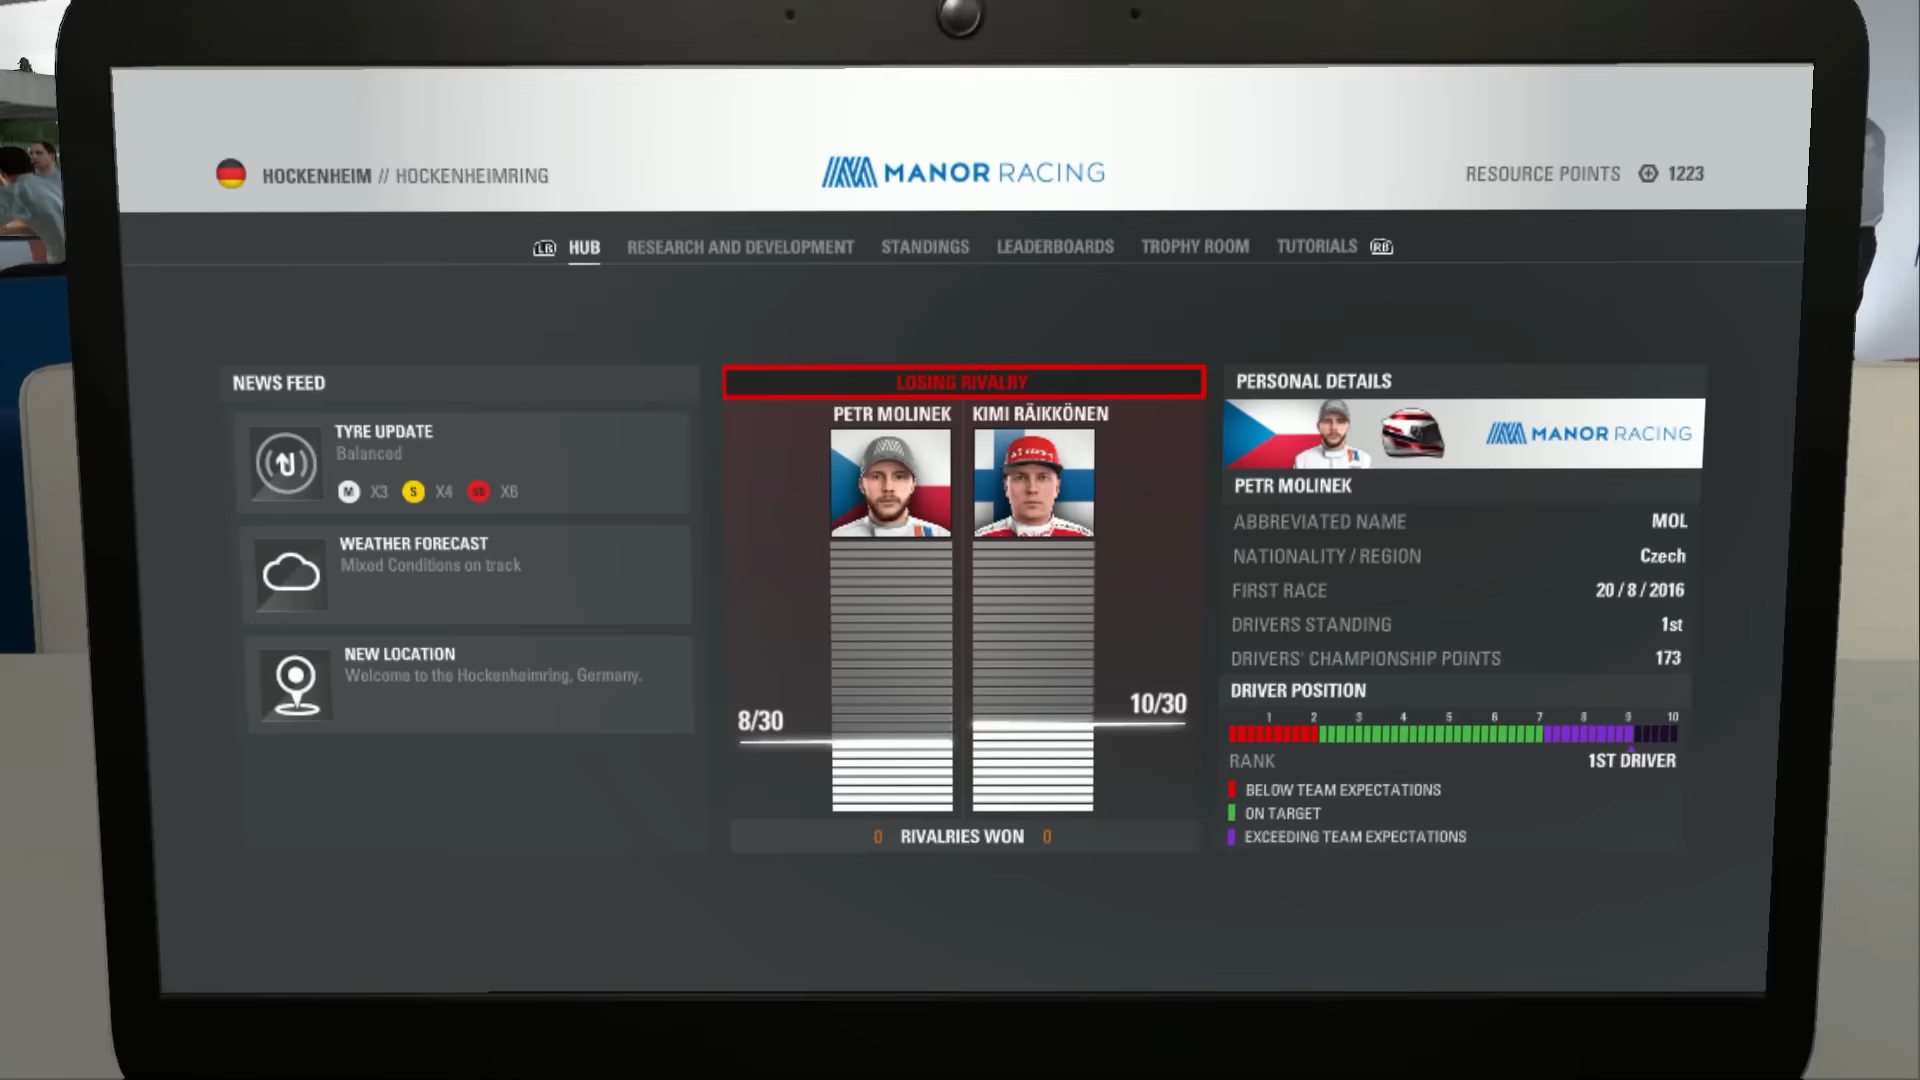 HOCKENHEIM // HOCKENHEIMRING
MANOR RACING
RESOURCE POINTS 1223
LB HUB RESEARCH AND DEVELOPMENT STANDINGS LEADERBOARDS TROPHY ROOM TUTORIALS RB
NEWS FEED
TYRE UPDATE
Balanced
M X3 S X4 SS X6
WEATHER FORECAST
Mixed Conditions on track
NEW LOCATION
Welcome to the Hockenheimring, Germany.
LOSING RIVALRY
PETR MOLINEK KIMI RÄIKKÖNEN
8/30
10/30
0 RIVALRIES WON 0
PERSONAL DETAILS
MANOR RACING
PETR MOLINEK
ABBREVIATED NAME MOL
NATIONALITY / REGION Czech
FIRST RACE 20 / 8 / 2016
DRIVERS STANDING 1st
DRIVERS' CHAMPIONSHIP POINTS 173
DRIVER POSITION
1 2 3 4 5 6 7 8 9 10
RANK 1ST DRIVER
BELOW TEAM EXPECTATIONS
ON TARGET
EXCEEDING TEAM EXPECTATIONS